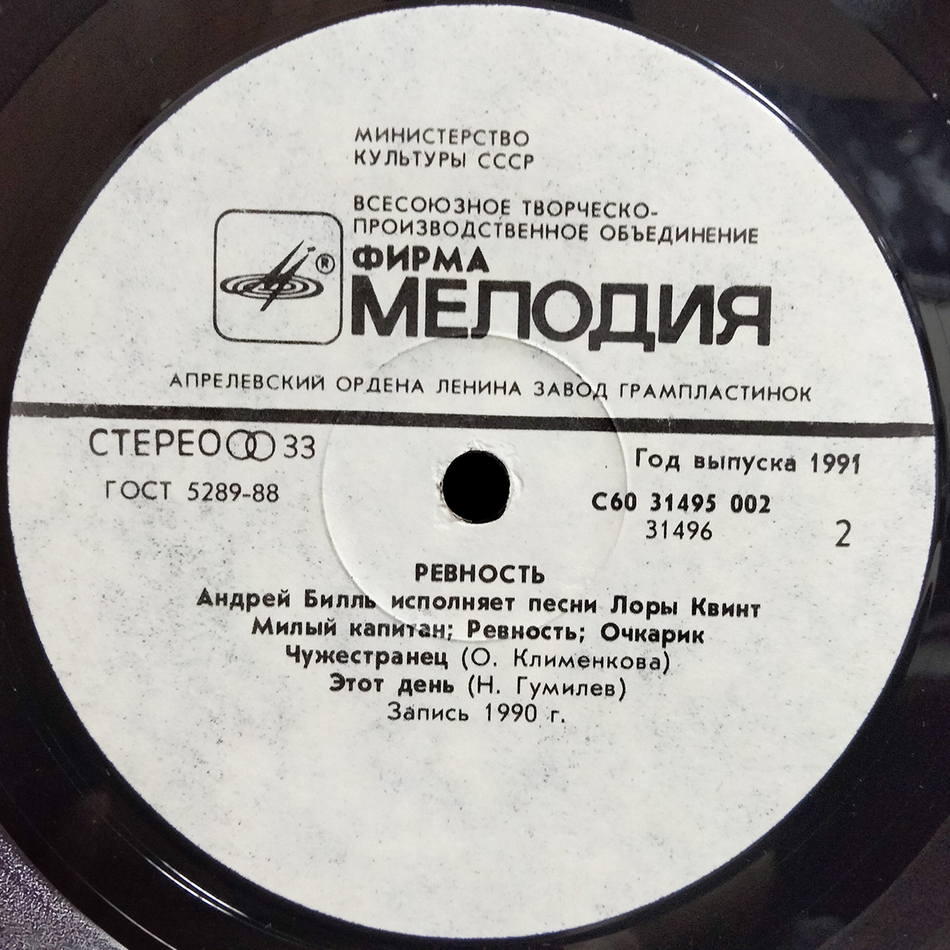 МИНИСТЕРСТВО
КУЛЬТУРЫ СССР
ВСЕСОЮЗНОЕ ТВОРЧЕСКО-
ПРОИЗВОДСТВЕННОЕ ОБЪЕДИНЕНИЕ
®
ФИРМА
МЕЛОДИЯ
АПРЕЛЕВСКИЙ ОРДЕНА ЛЕНИНА ЗАВОД ГРАМПЛАСТИНОК
СТЕРЕО 33
Год выпуска 1991
ГОСТ 5289-88
С60 31495 002
31496
2
РЕВНОСТЬ
Андрей Билль исполняет песни Лоры Квинт
Милый капитан; Ревность; Очкарик
Чужестранец (О. Клименкова)
Этот день (Н. Гумилев)
Запись 1990 г.